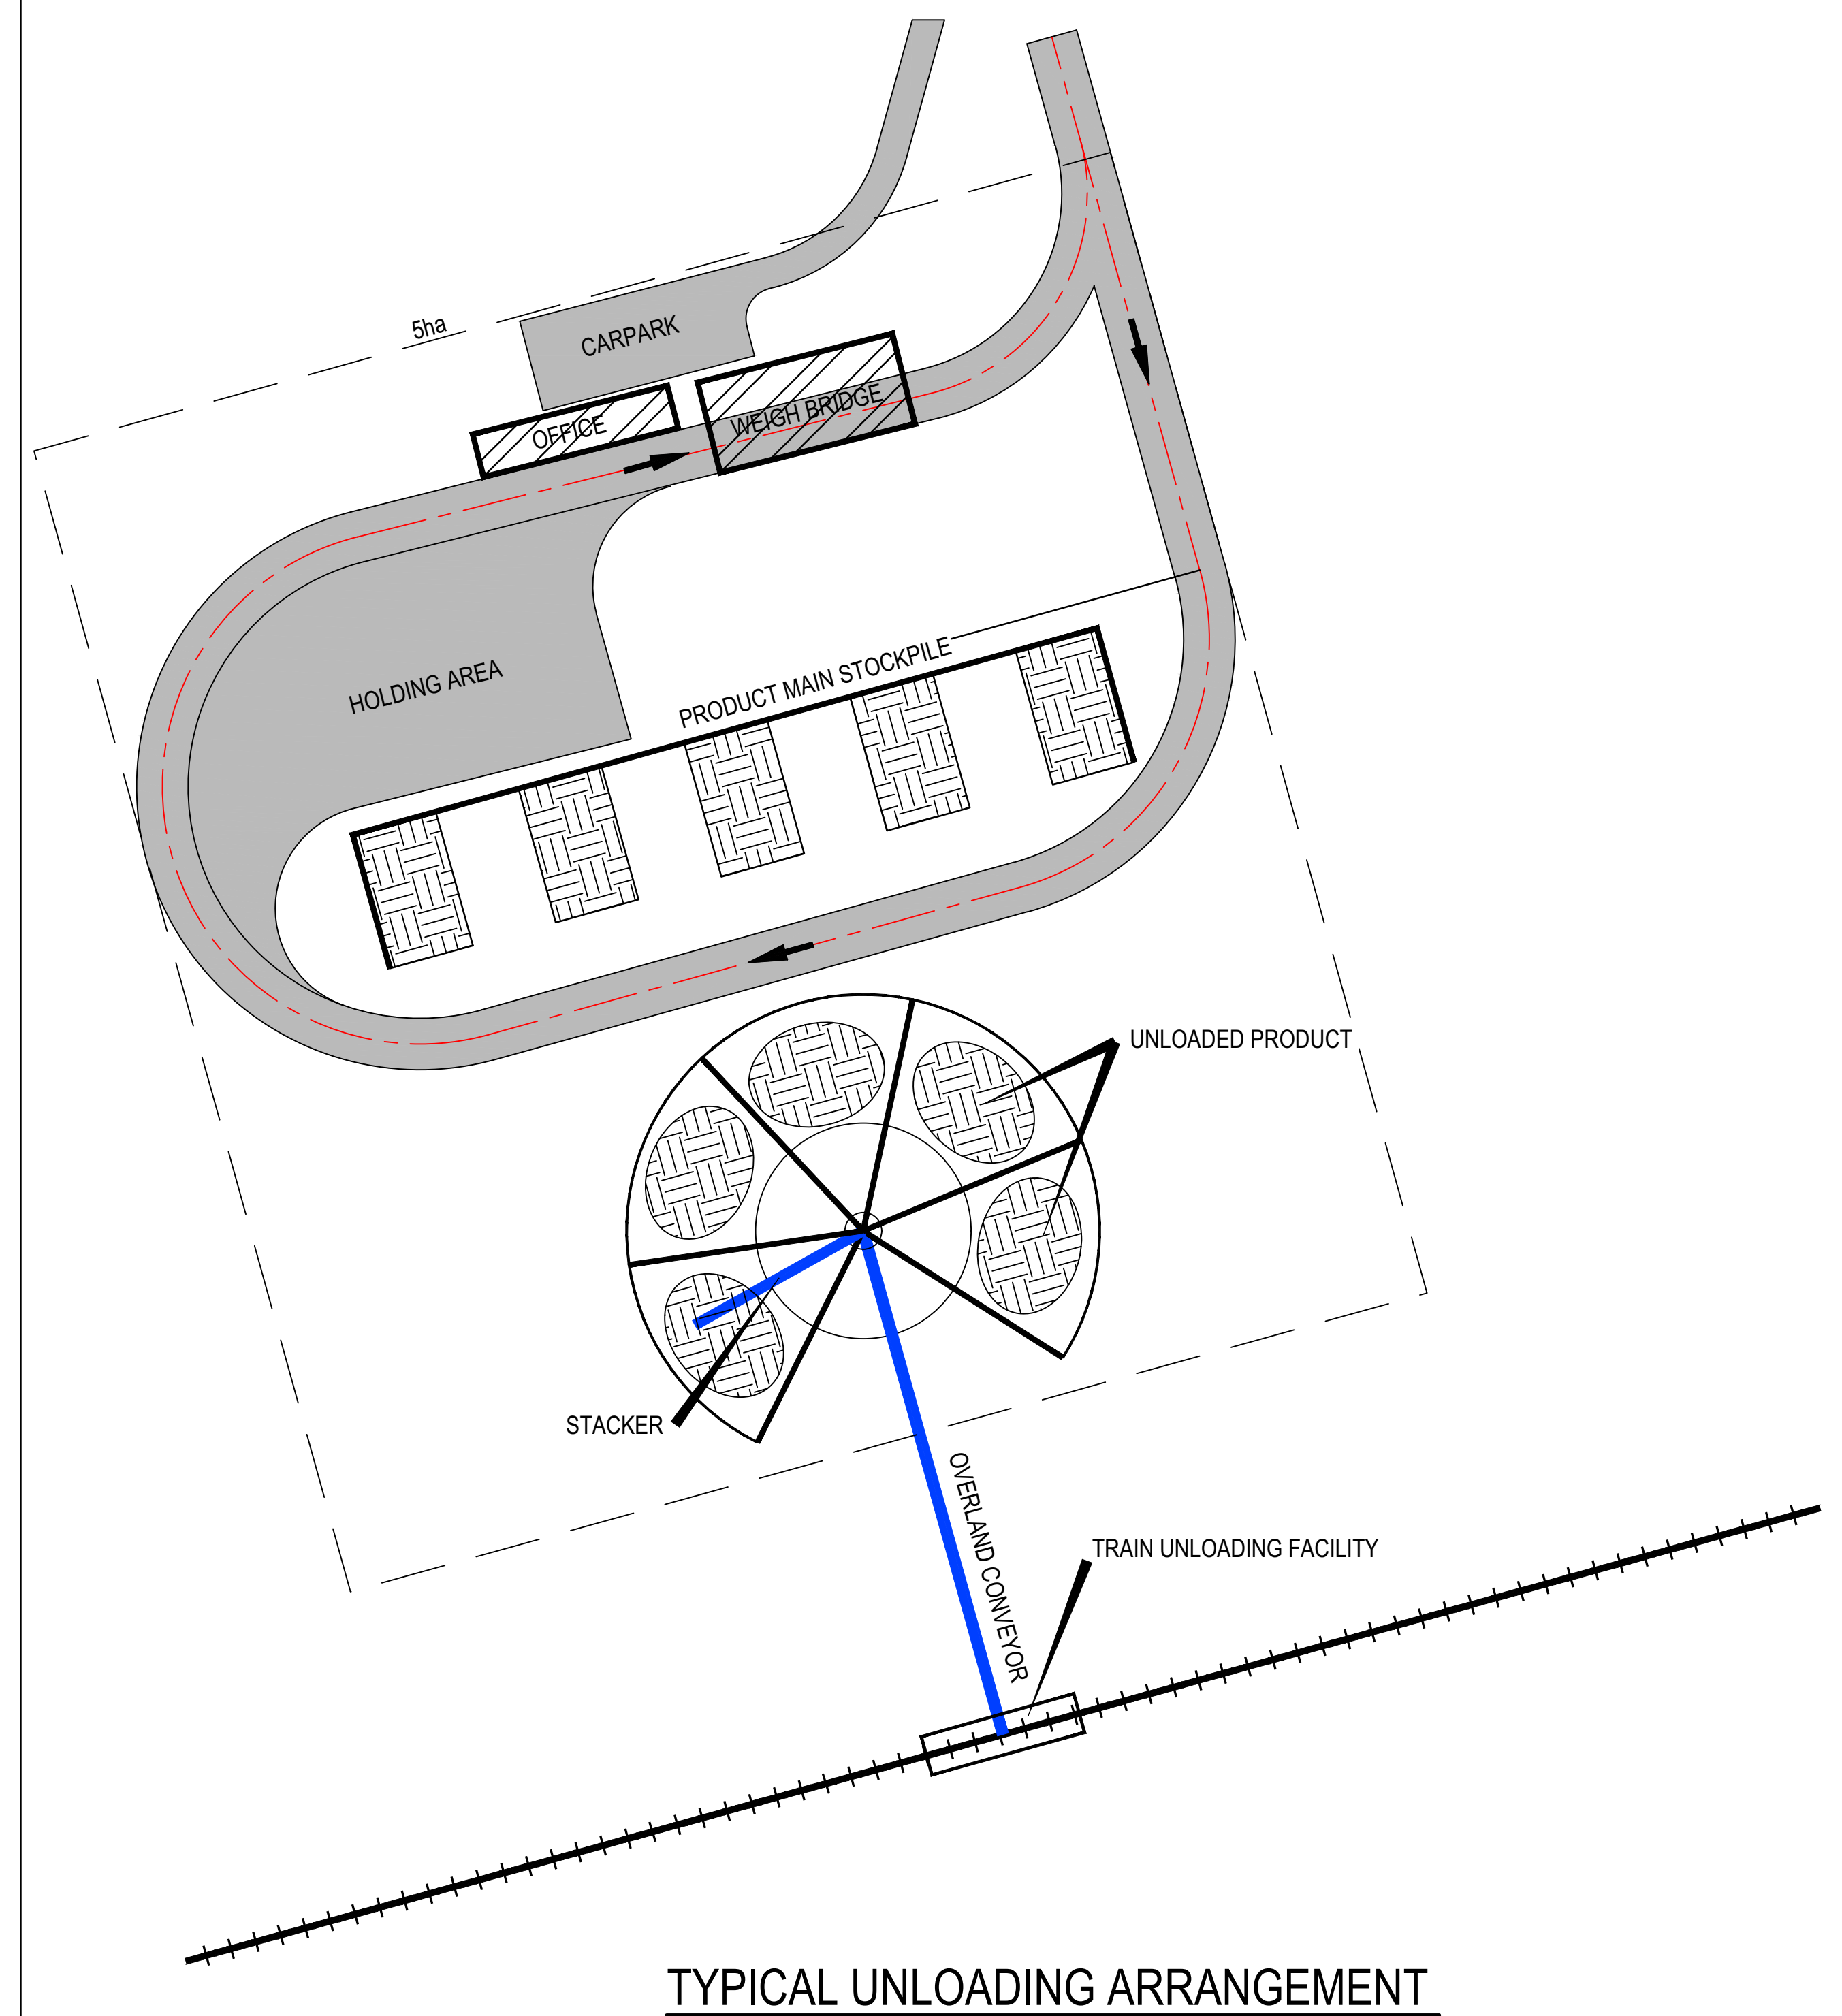 5ha
CARPARK
OFFICE
WEIGH BRIDGE
HOLDING AREA
PRODUCT MAIN STOCKPILE
UNLOADED PRODUCT
STACKER
OVERLAND CONVEYOR
TRAIN UNLOADING FACILITY
TYPICAL UNLOADING ARRANGEMENT